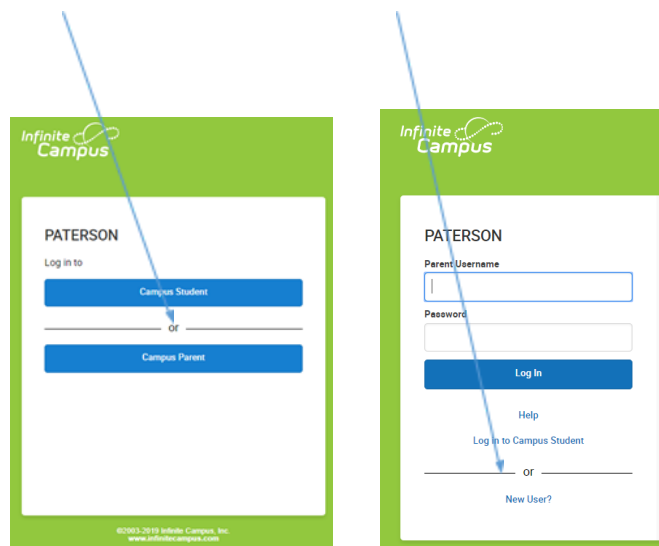 Infinite
Campus
PATERSON
Log in to
Campus Student
or
Campus Parent
©2003-2019 Infinite Campus, Inc.
www.infinitecampus.com
Infinite
Campus
PATERSON
Parent Username
Password
Log In
Help
Log In to Campus Student
or
New User?